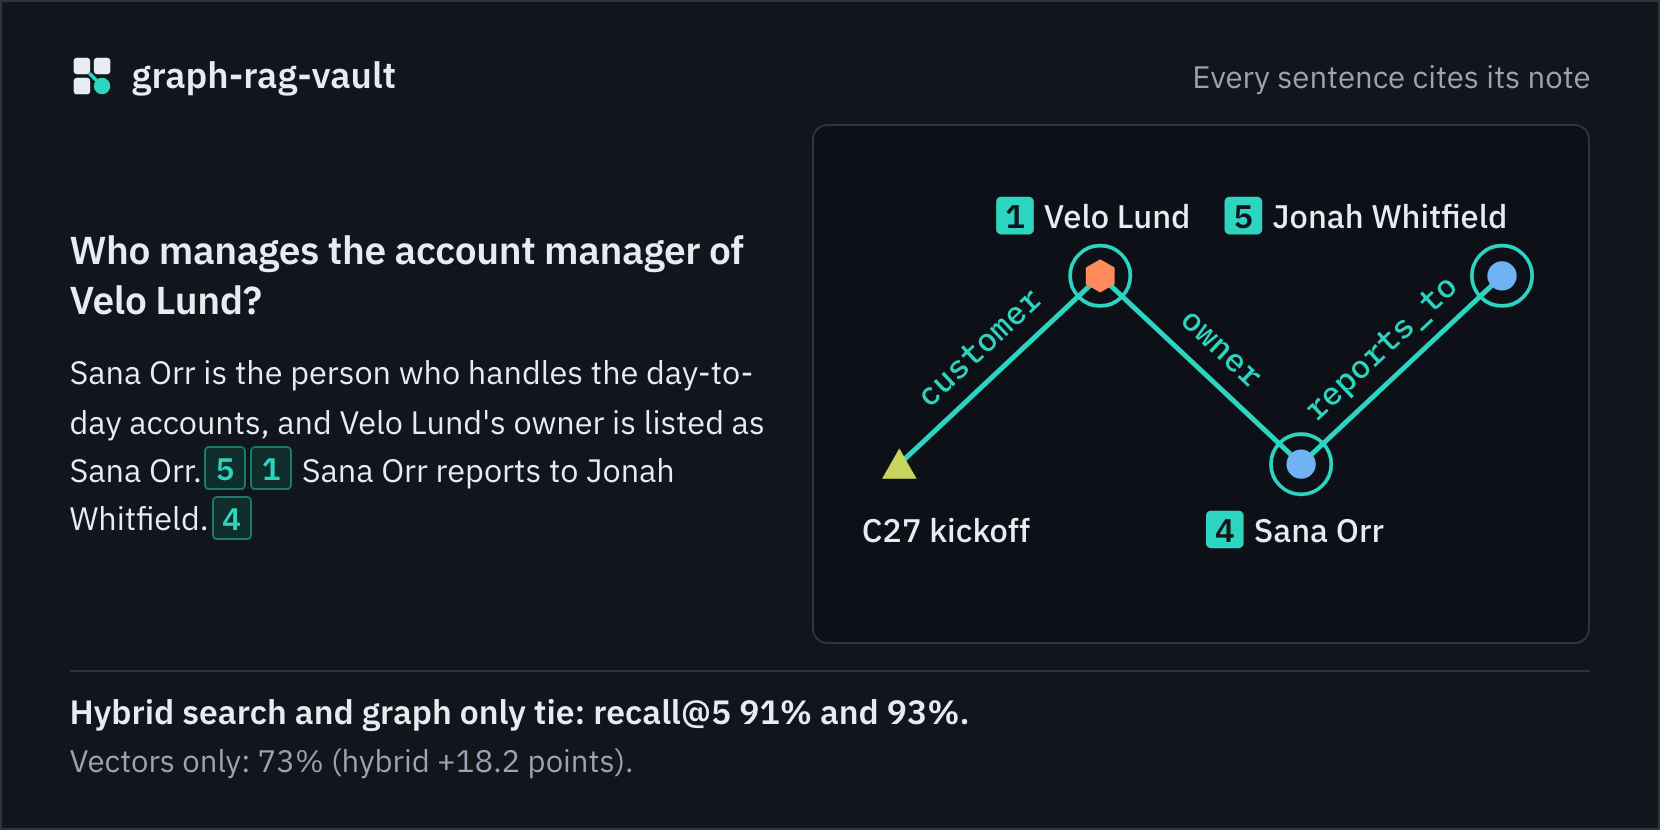 graph-rag-vault
Every sentence cites its note
Who manages the account manager of
Velo Lund?
Sana Orr is the person who handles the day-to-
day accounts, and Velo Lund's owner is listed as
Sana Orr. 5 1 Sana Orr reports to Jonah
Whitfield. 4
1 Velo Lund
5 Jonah Whitfield
customer
owner
reports_to
C27 kickoff
4 Sana Orr
Hybrid search and graph only tie: recall@5 91% and 93%.
Vectors only: 73% (hybrid +18.2 points).